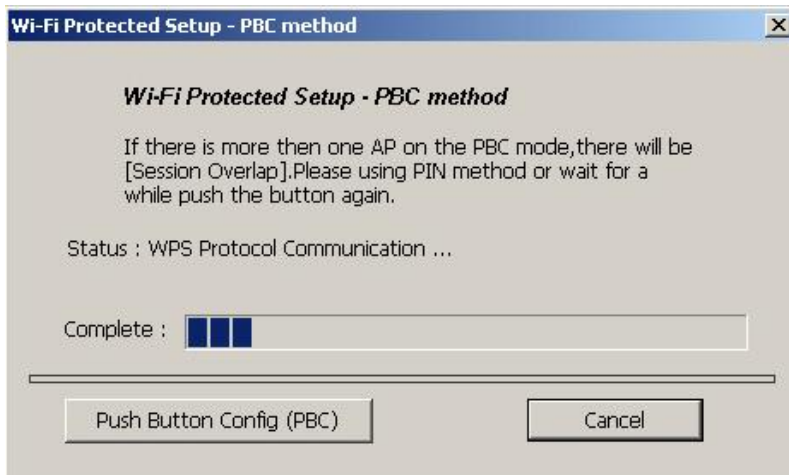 Wi-Fi Protected Setup - PBC method
Wi-Fi Protected Setup - PBC method
If there is more then one AP on the PBC mode,there will be
[Session Overlap].Please using PIN method or wait for a
while push the button again.
Status : WPS Protocol Communication ...
Complete :
Push Button Config (PBC)
Cancel